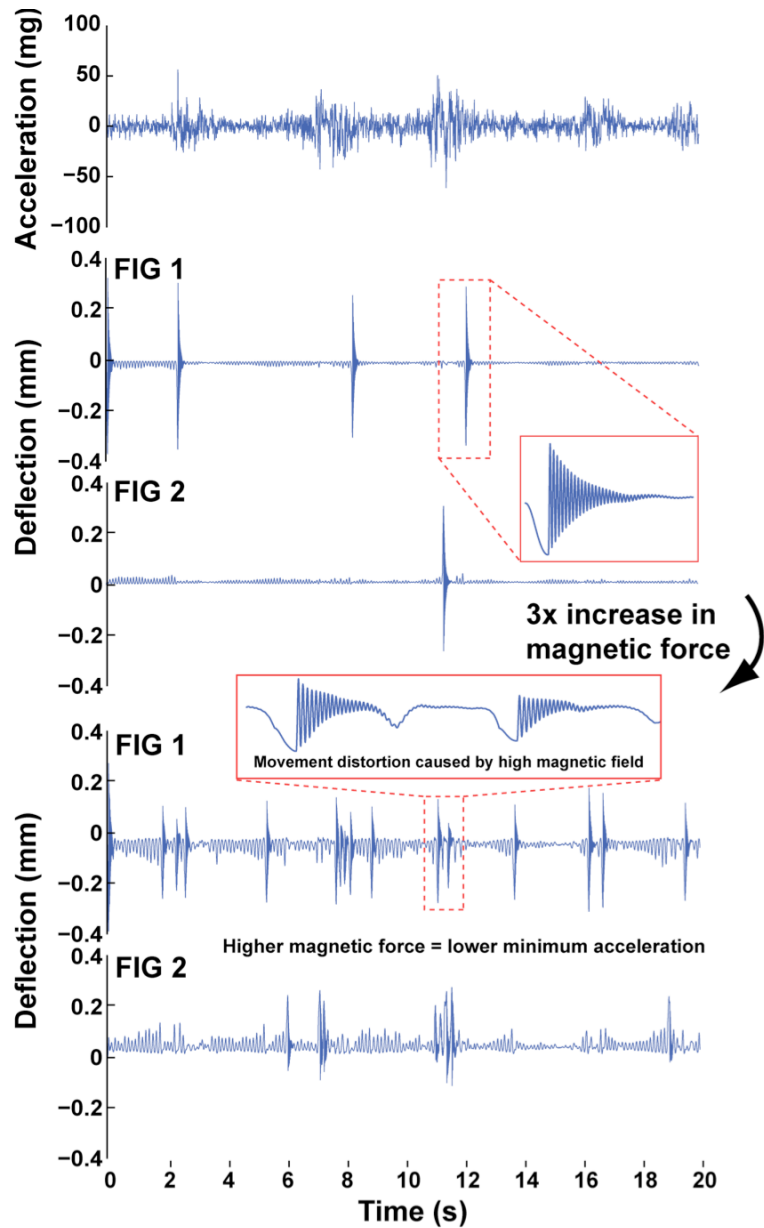 Acceleration (mg)
100
50
0
−50
−100
Deflection (mm)
FIG 1
0.4
0.2
0
−0.2
−0.4
FIG 2
0.4
0.2
0
−0.2
−0.4
3x increase in
magnetic force
Movement distortion caused by high magnetic field
Deflection (mm)
FIG 1
0.4
0.2
0
−0.2
−0.4
Higher magnetic force = lower minimum acceleration
FIG 2
0.4
0.2
0
−0.2
−0.4
0 2 4 6 8 10 12 14 16 18 20
Time (s)